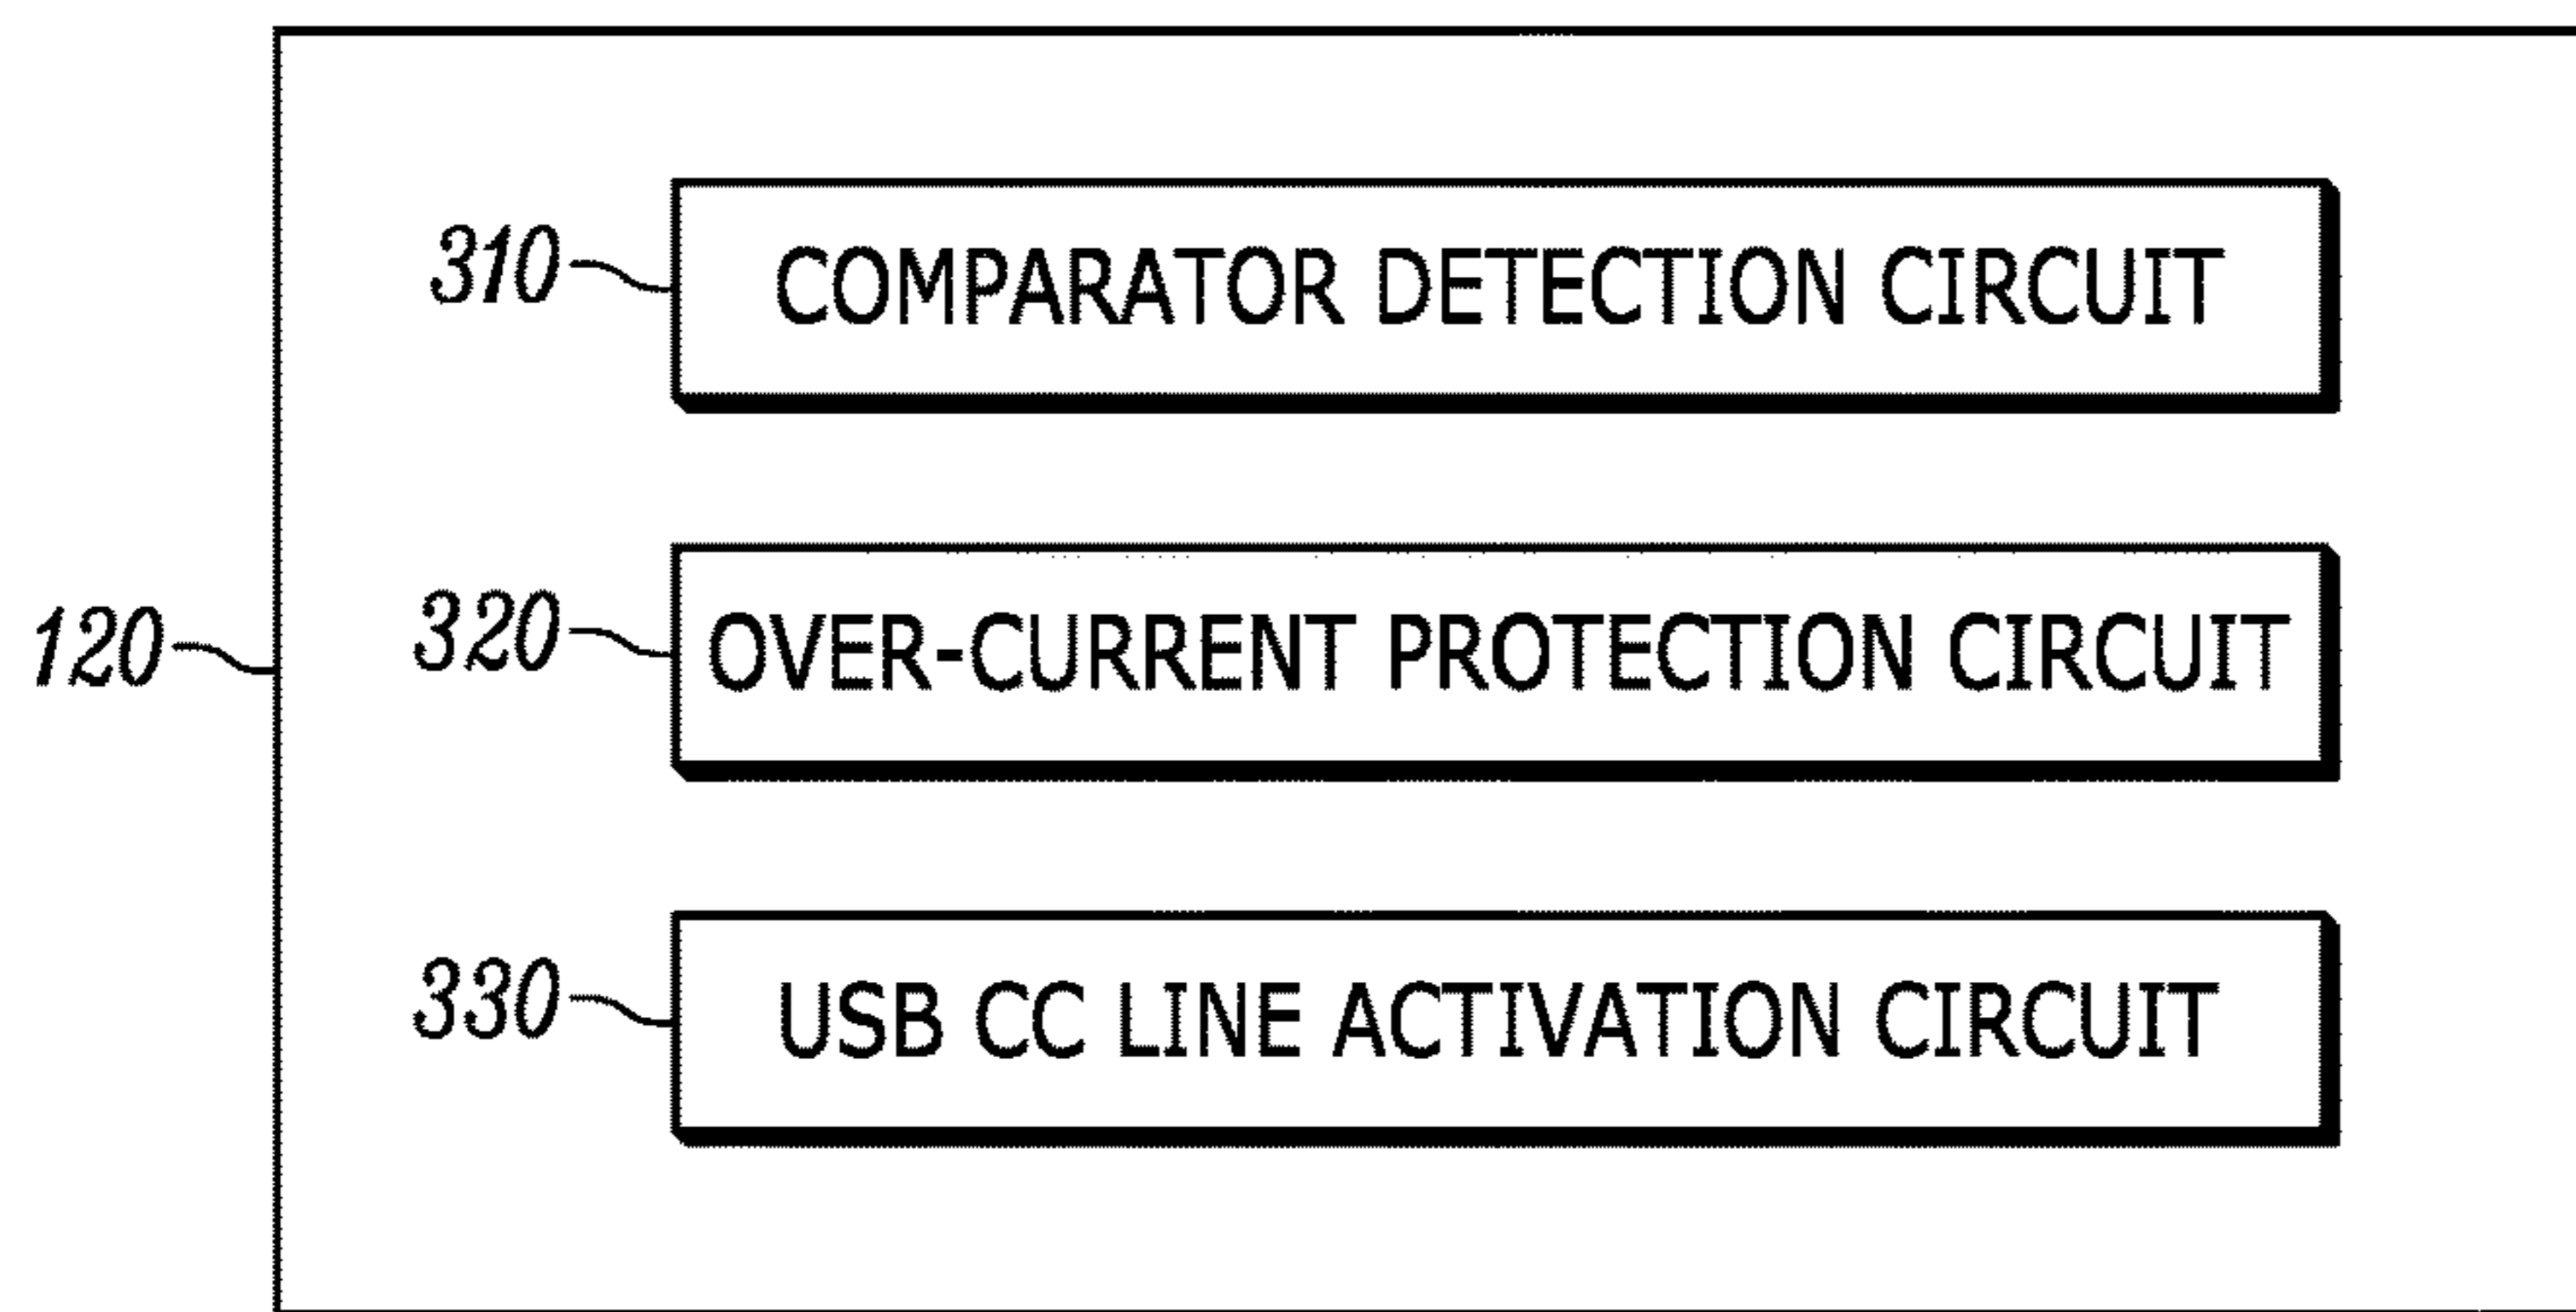 310 COMPARATOR DETECTION CIRCUIT
120 320 OVER-CURRENT PROTECTION CIRCUIT
330 USB CC LINE ACTIVATION CIRCUIT